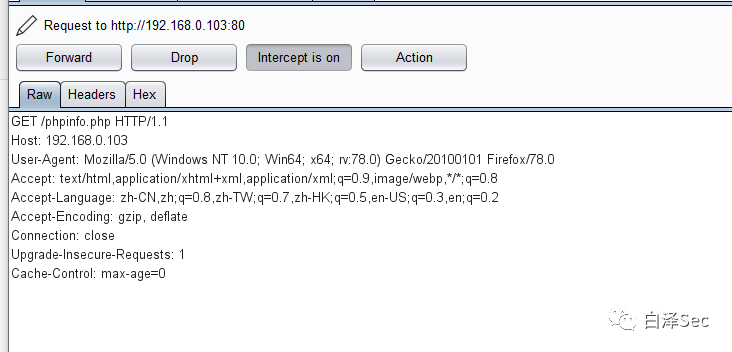 Request to http://192.168.0.103:80
Forward Drop Intercept is on Action
Raw Headers Hex
GET /phpinfo.php HTTP/1.1
Host: 192.168.0.103
User-Agent: Mozilla/5.0 (Windows NT 10.0; Win64; x64; rv:78.0) Gecko/20100101 Firefox/78.0
Accept: text/html,application/xhtml+xml,application/xml;q=0.9,image/webp,*/*;q=0.8
Accept-Language: zh-CN,zh;q=0.8,zh-TW;q=0.7,zh-HK;q=0.5,en-US;q=0.3,en;q=0.2
Accept-Encoding: gzip, deflate
Connection: close
Upgrade-Insecure-Requests: 1
Cache-Control: max-age=0
白泽Sec